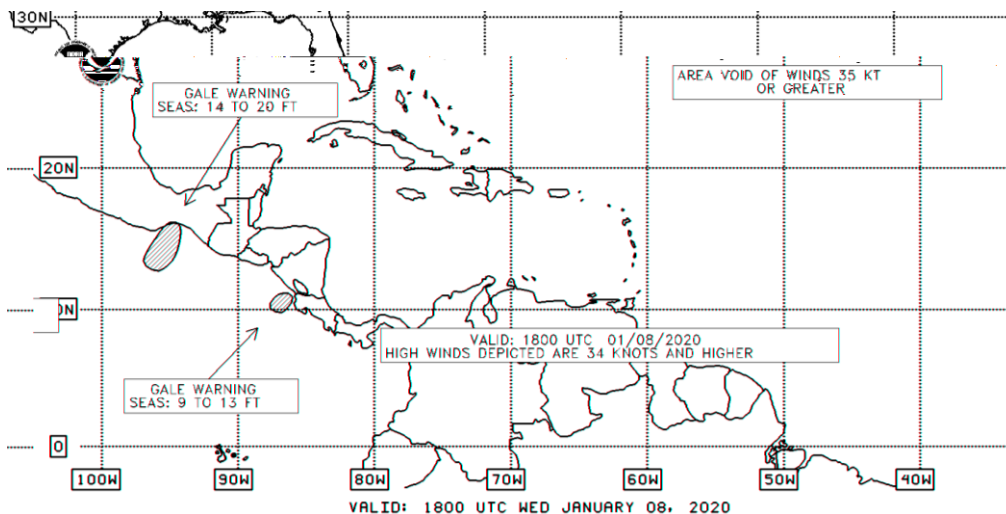 30N
AREA VOID OF WINDS 35 KT
OR GREATER
GALE WARNING
SEAS: 14 TO 20 FT
20N
0N
VALID: 1800 UTC 01/08/2020
HIGH WINDS DEPICTED ARE 34 KNOTS AND HIGHER
GALE WARNING
SEAS: 9 TO 13 FT
0
100W 90W 80W 70W 60W 50W 40W
VALID: 1800 UTC WED JANUARY 08, 2020